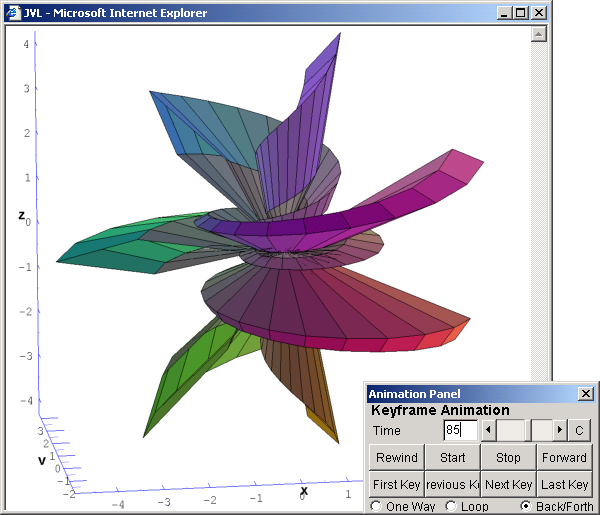 JVL - Microsoft Internet Explorer
4
3
2
1
z 0
-1
-2
-3
-4
3
2
1
y 0
-1
-2
-4 -3 -2 -1 x 0 1
Animation Panel
Keyframe Animation
Time 85 C
Rewind Start Stop Forward
First Key revious Ke Next Key Last Key
One Way Loop Back/Forth